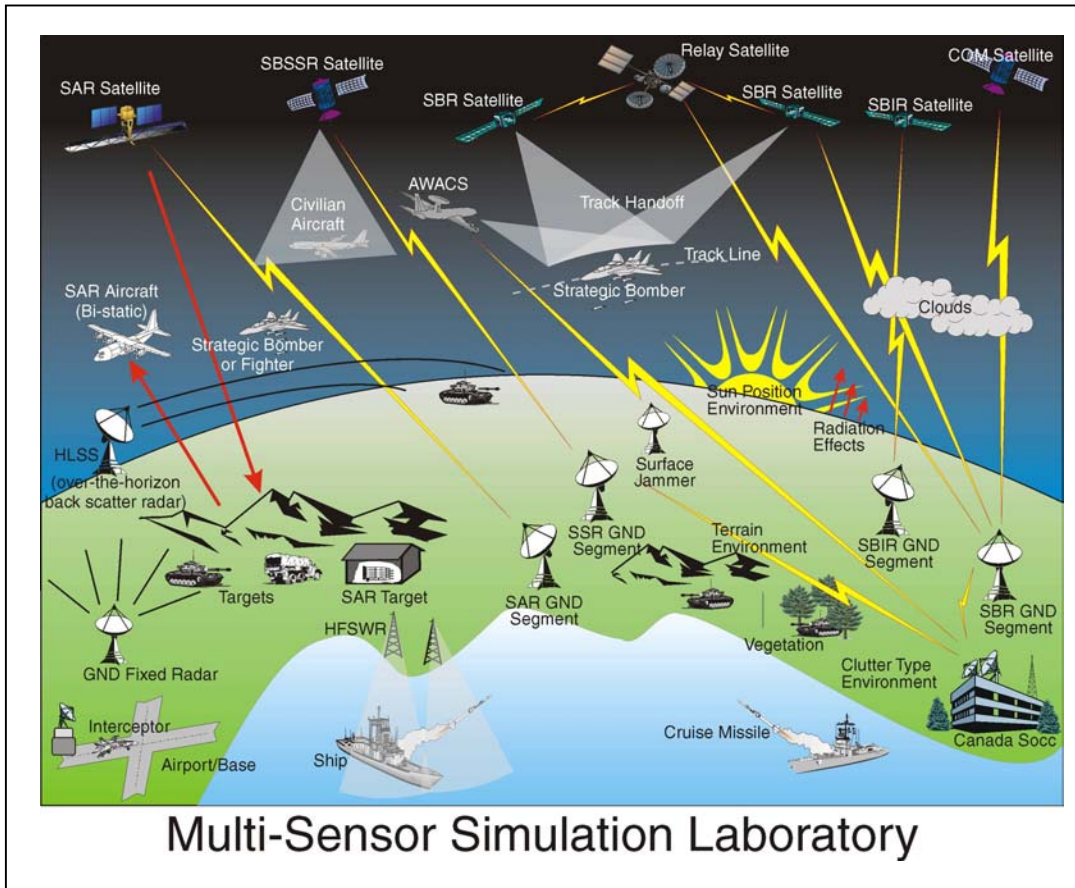 SAR Satellite
SBSSR Satellite
Relay Satellite
COM Satellite
SBR Satellite
SBR Satellite
SBIR Satellite
AWACS
Civilian
Aircraft
Track Handoff
Track Line
Strategic Bomber
SAR Aircraft
(Bi-static)
Strategic Bomber
or Fighter
Clouds
Sun Position
Environment
Radiation
Effects
HLSS
(over-the-horizon
back scatter radar)
Surface
Jammer
SSR GND
Segment
Terrain
Environment
SBIR GND
Segment
Targets
SAR Target
SAR GND
Segment
SBR GND
Segment
HFSWR
Vegetation
GND Fixed Radar
Clutter Type
Environment
Interceptor
Airport/Base
Ship
Cruise Missile
Canada Socc
Multi-Sensor Simulation Laboratory